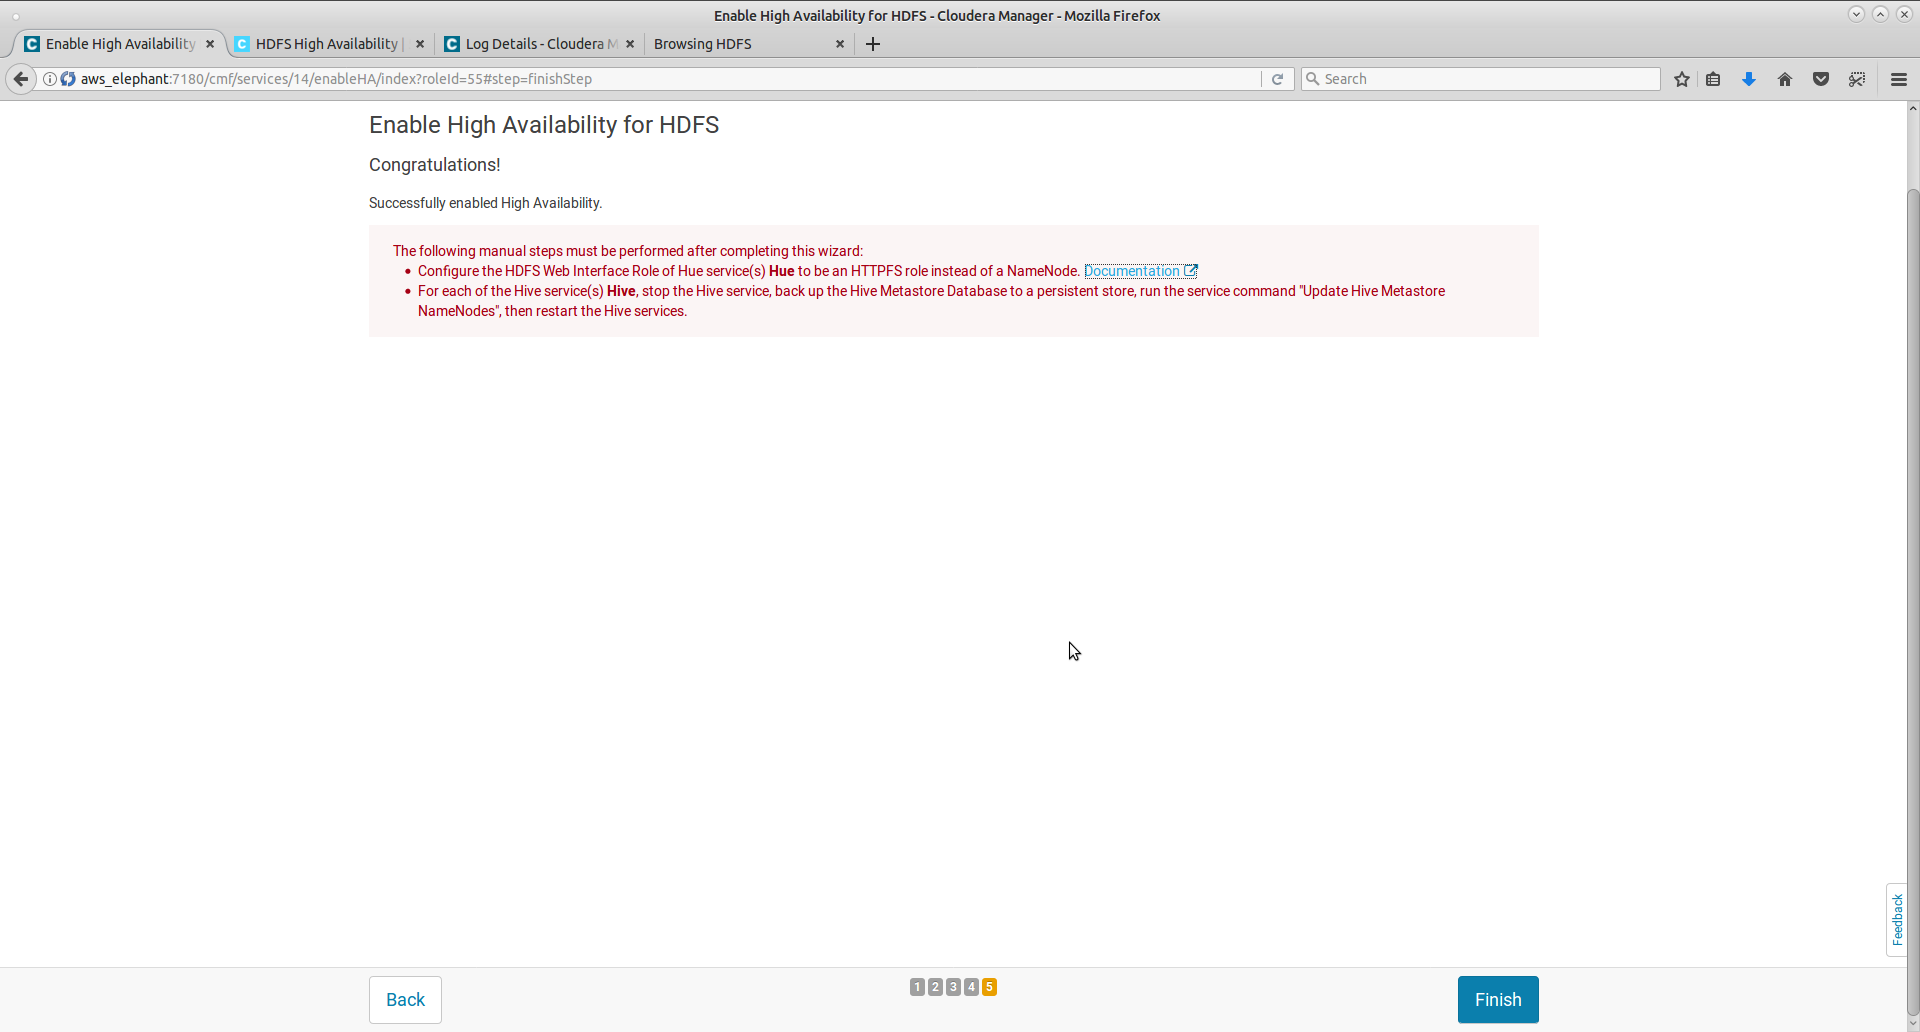 Enable High Availability for HDFS - Cloudera Manager - Mozilla Firefox
Enable High Availability
HDFS High Availability |
Log Details - Cloudera M
Browsing HDFS
aws_elephant:7180/cmf/services/14/enableHA/index?roleId=55#step=finishStep
Search
Enable High Availability for HDFS
Congratulations!
Successfully enabled High Availability.
The following manual steps must be performed after completing this wizard:
• Configure the HDFS Web Interface Role of Hue service(s) Hue to be an HTTPFS role instead of a NameNode. Documentation
• For each of the Hive service(s) Hive, stop the Hive service, back up the Hive Metastore Database to a persistent store, run the service command "Update Hive Metastore
NameNodes", then restart the Hive services.
Feedback
Back
1 2 3 4 5
Finish